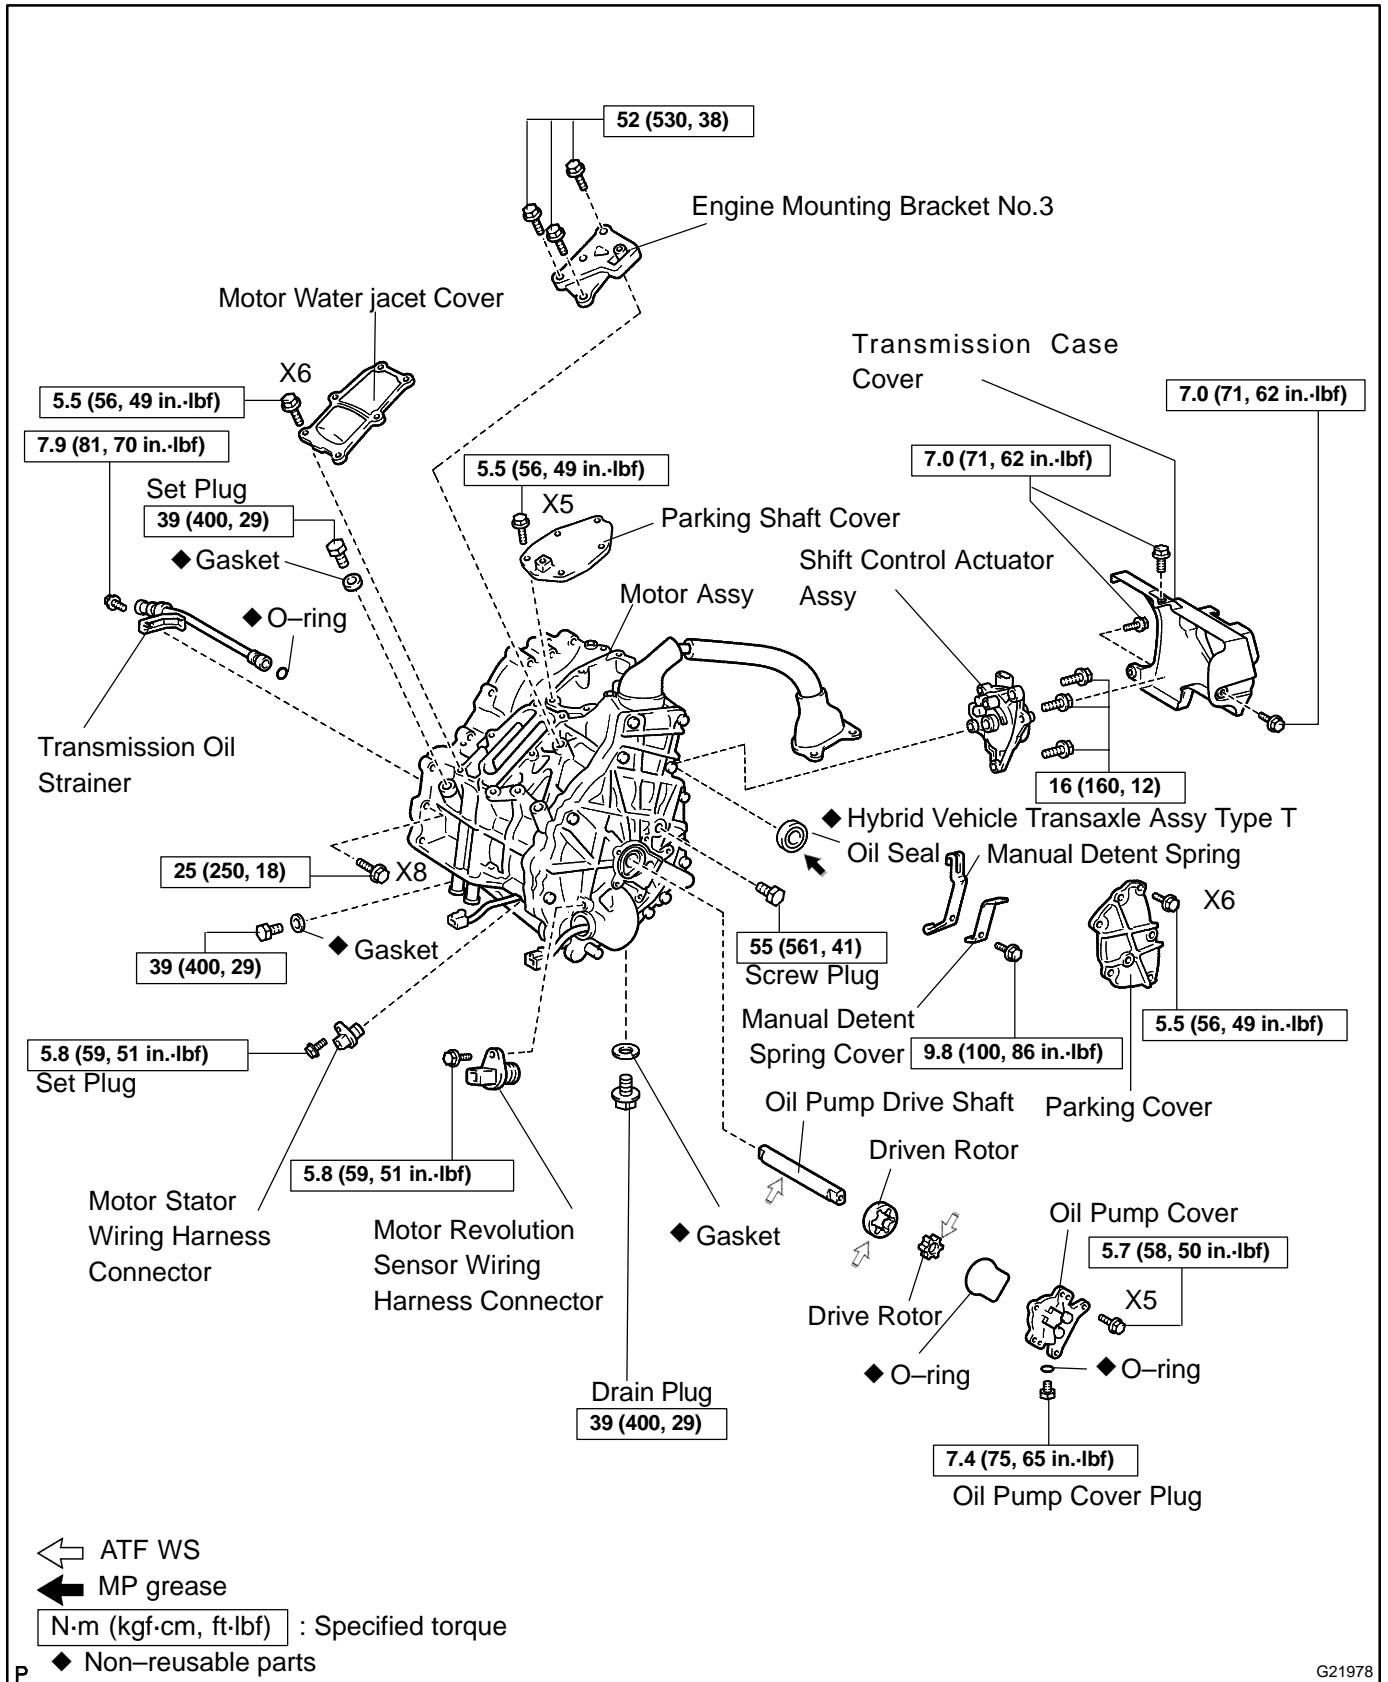 52 (530, 38)
Engine Mounting Bracket No.3
Motor Water jacet Cover
Transmission Case
Cover
X6
5.5 (56, 49 in.·lbf)
7.0 (71, 62 in.·lbf)
7.9 (81, 70 in.·lbf)
7.0 (71, 62 in.·lbf)
5.5 (56, 49 in.·lbf)
X5
Set Plug
39 (400, 29)
Parking Shaft Cover
◆ Gasket
Shift Control Actuator
Assy
Motor Assy
◆ O–ring
Transmission Oil
Strainer
16 (160, 12)
◆ Hybrid Vehicle Transaxle Assy Type T
Oil Seal
Manual Detent Spring
25 (250, 18)
X8
X6
◆ Gasket
39 (400, 29)
55 (561, 41)
Screw Plug
Manual Detent
Spring Cover
9.8 (100, 86 in.·lbf)
5.5 (56, 49 in.·lbf)
5.8 (59, 51 in.·lbf)
Set Plug
Oil Pump Drive Shaft
Parking Cover
Driven Rotor
5.8 (59, 51 in.·lbf)
Motor Stator
Wiring Harness
Connector
Motor Revolution
Sensor Wiring
Harness Connector
◆ Gasket
Oil Pump Cover
5.7 (58, 50 in.·lbf)
X5
Drive Rotor
◆ O–ring
◆ O–ring
Drain Plug
39 (400, 29)
7.4 (75, 65 in.·lbf)
Oil Pump Cover Plug
ATF WS
MP grease
N·m (kgf·cm, ft·lbf) : Specified torque
◆ Non–reusable parts
P
G21978